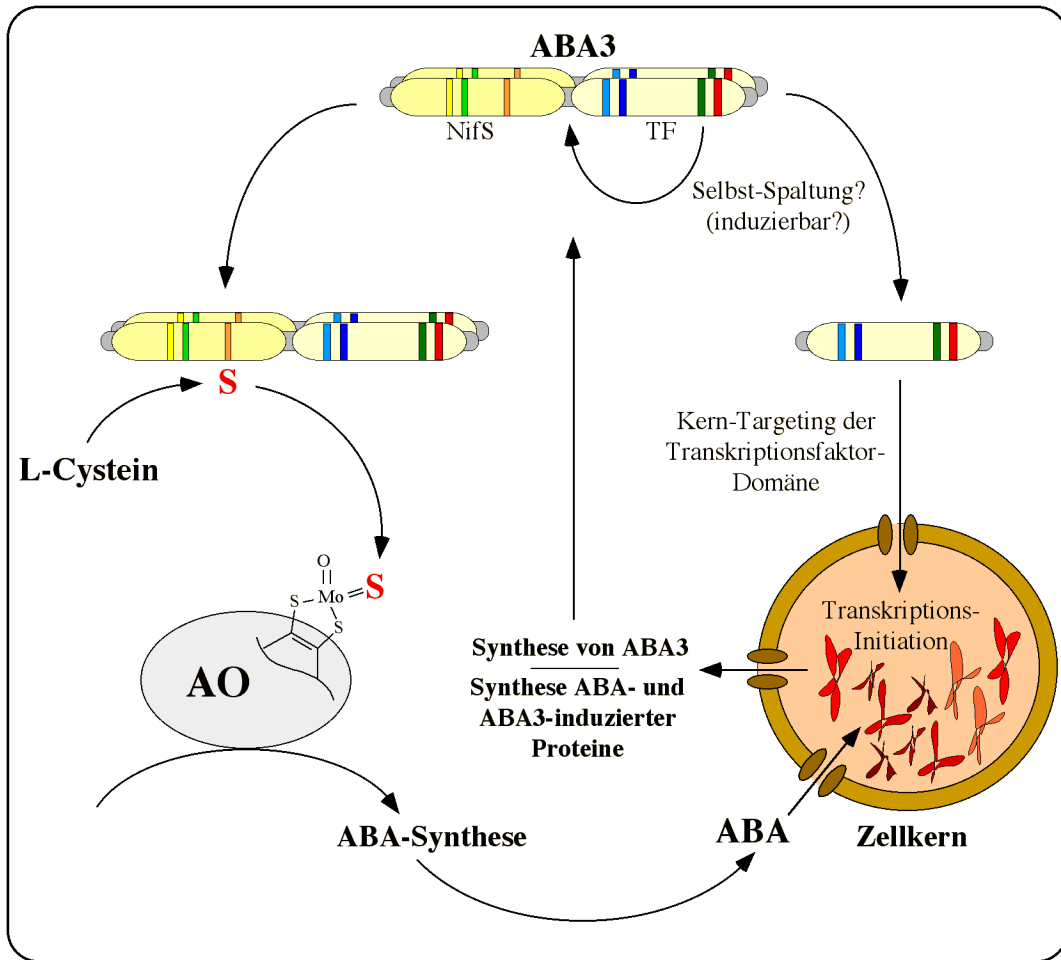 ABA3
NifS
TF
Selbst-Spaltung?
(induzierbar?)
S
L-Cystein
Kern-Targeting der
Transkriptionsfaktor-
Domäne
O
Mo
S
S
S
AO
Transkriptions-
Initiation
Synthese von ABA3
Synthese ABA- und
ABA3-induzierter
Proteine
ABA-Synthese
ABA
Zellkern